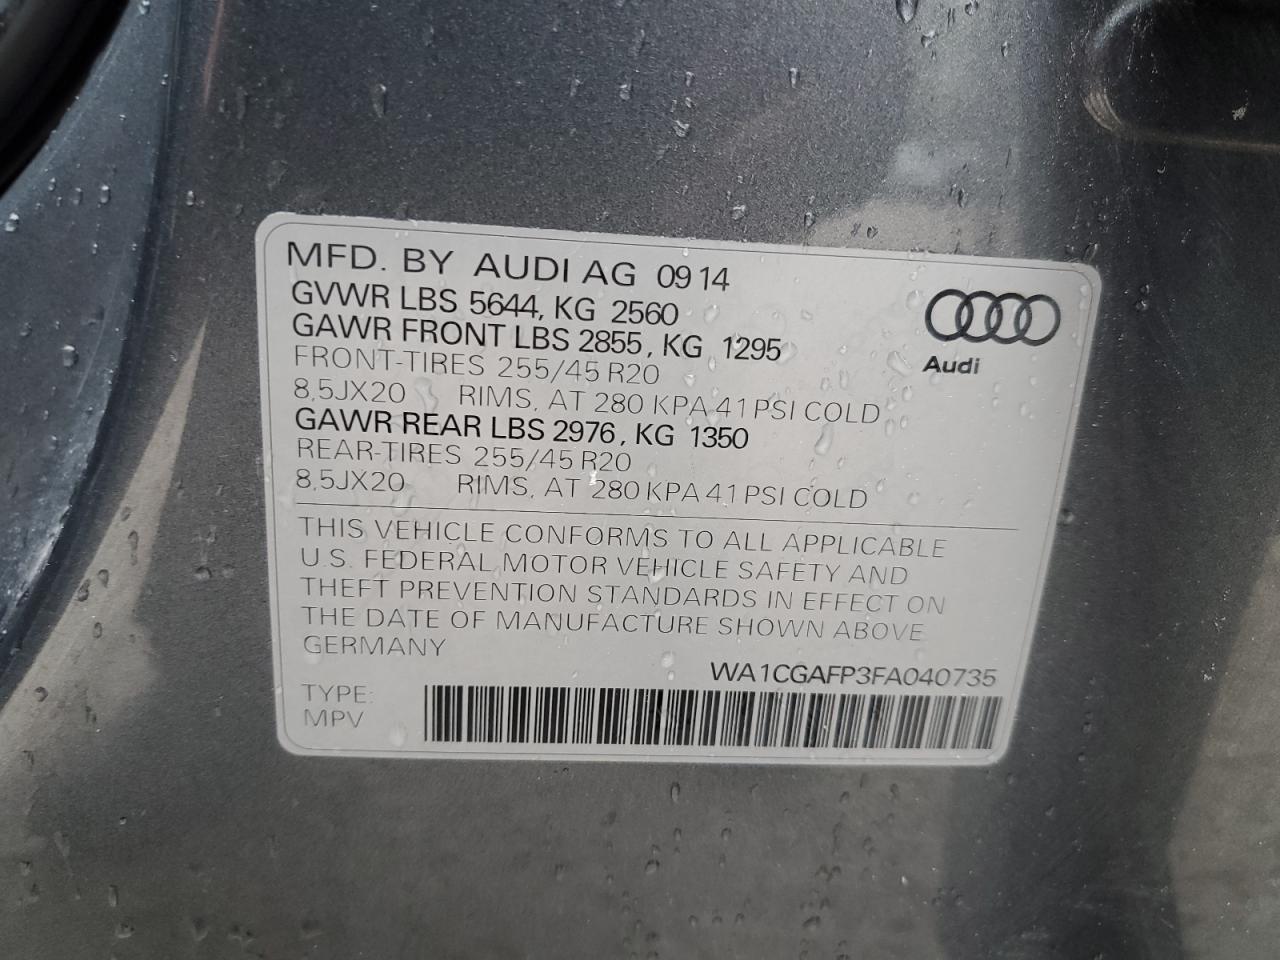 MFD. BY AUDI AG 0914
GVWR LBS 5644, KG 2560
GAWR FRONT LBS 2855, KG 1295
FRONT-TIRES 255/45 R20
8,5JX20 RIMS, AT 280 KPA 41 PSI COLD
GAWR REAR LBS 2976, KG 1350
REAR-TIRES 255/45 R20
8,5JX20 RIMS, AT 280 KPA 41 PSI COLD
Audi
THIS VEHICLE CONFORMS TO ALL APPLICABLE
U.S. FEDERAL MOTOR VEHICLE SAFETY AND
THEFT PREVENTION STANDARDS IN EFFECT ON
THE DATE OF MANUFACTURE SHOWN ABOVE
GERMANY
WA1CGAFP3FA040735
TYPE:
MPV